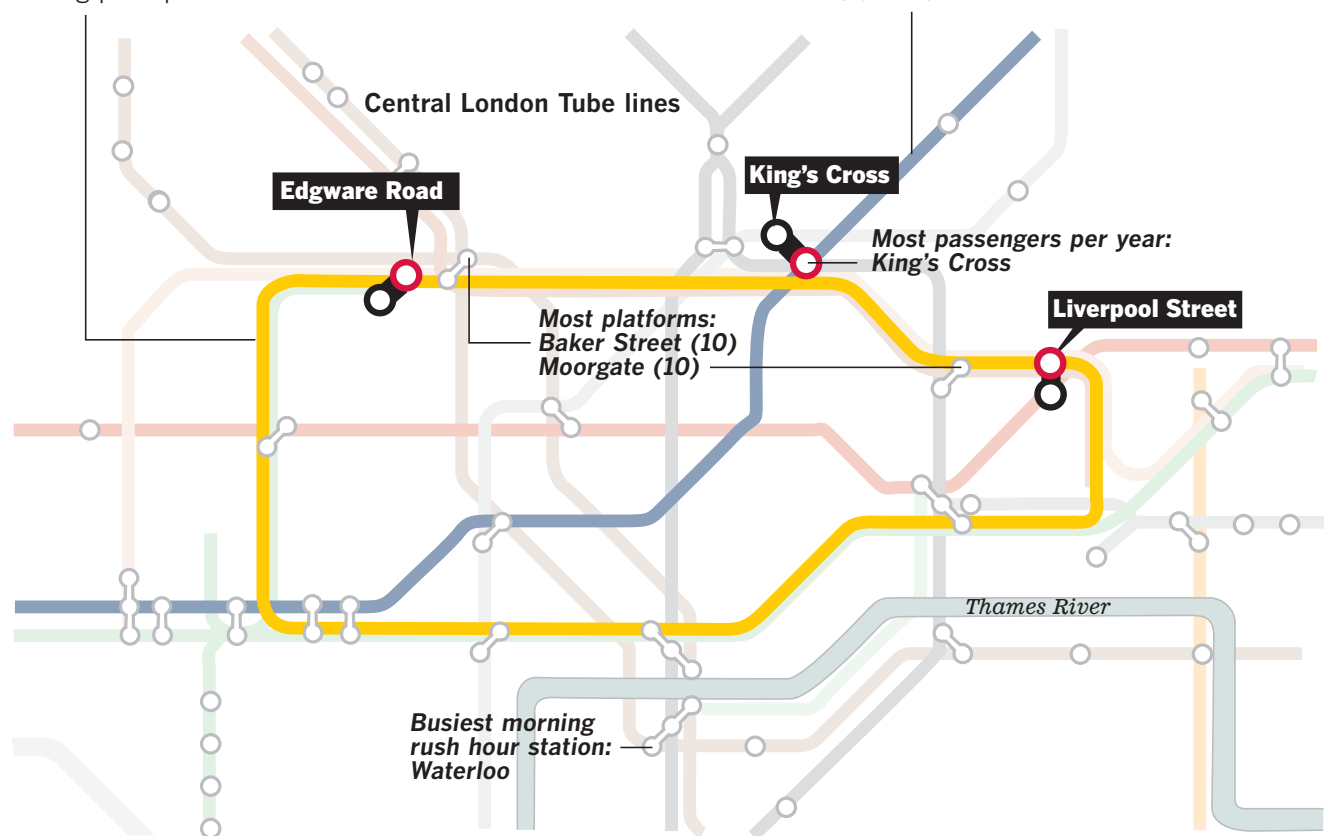 Central London Tube lines
Edgware Road
King's Cross
Most passengers per year:
King's Cross
Liverpool Street
Most platforms:
Baker Street (10)
Moorgate (10)
Thames River
Busiest morning
rush hour station:
Waterloo